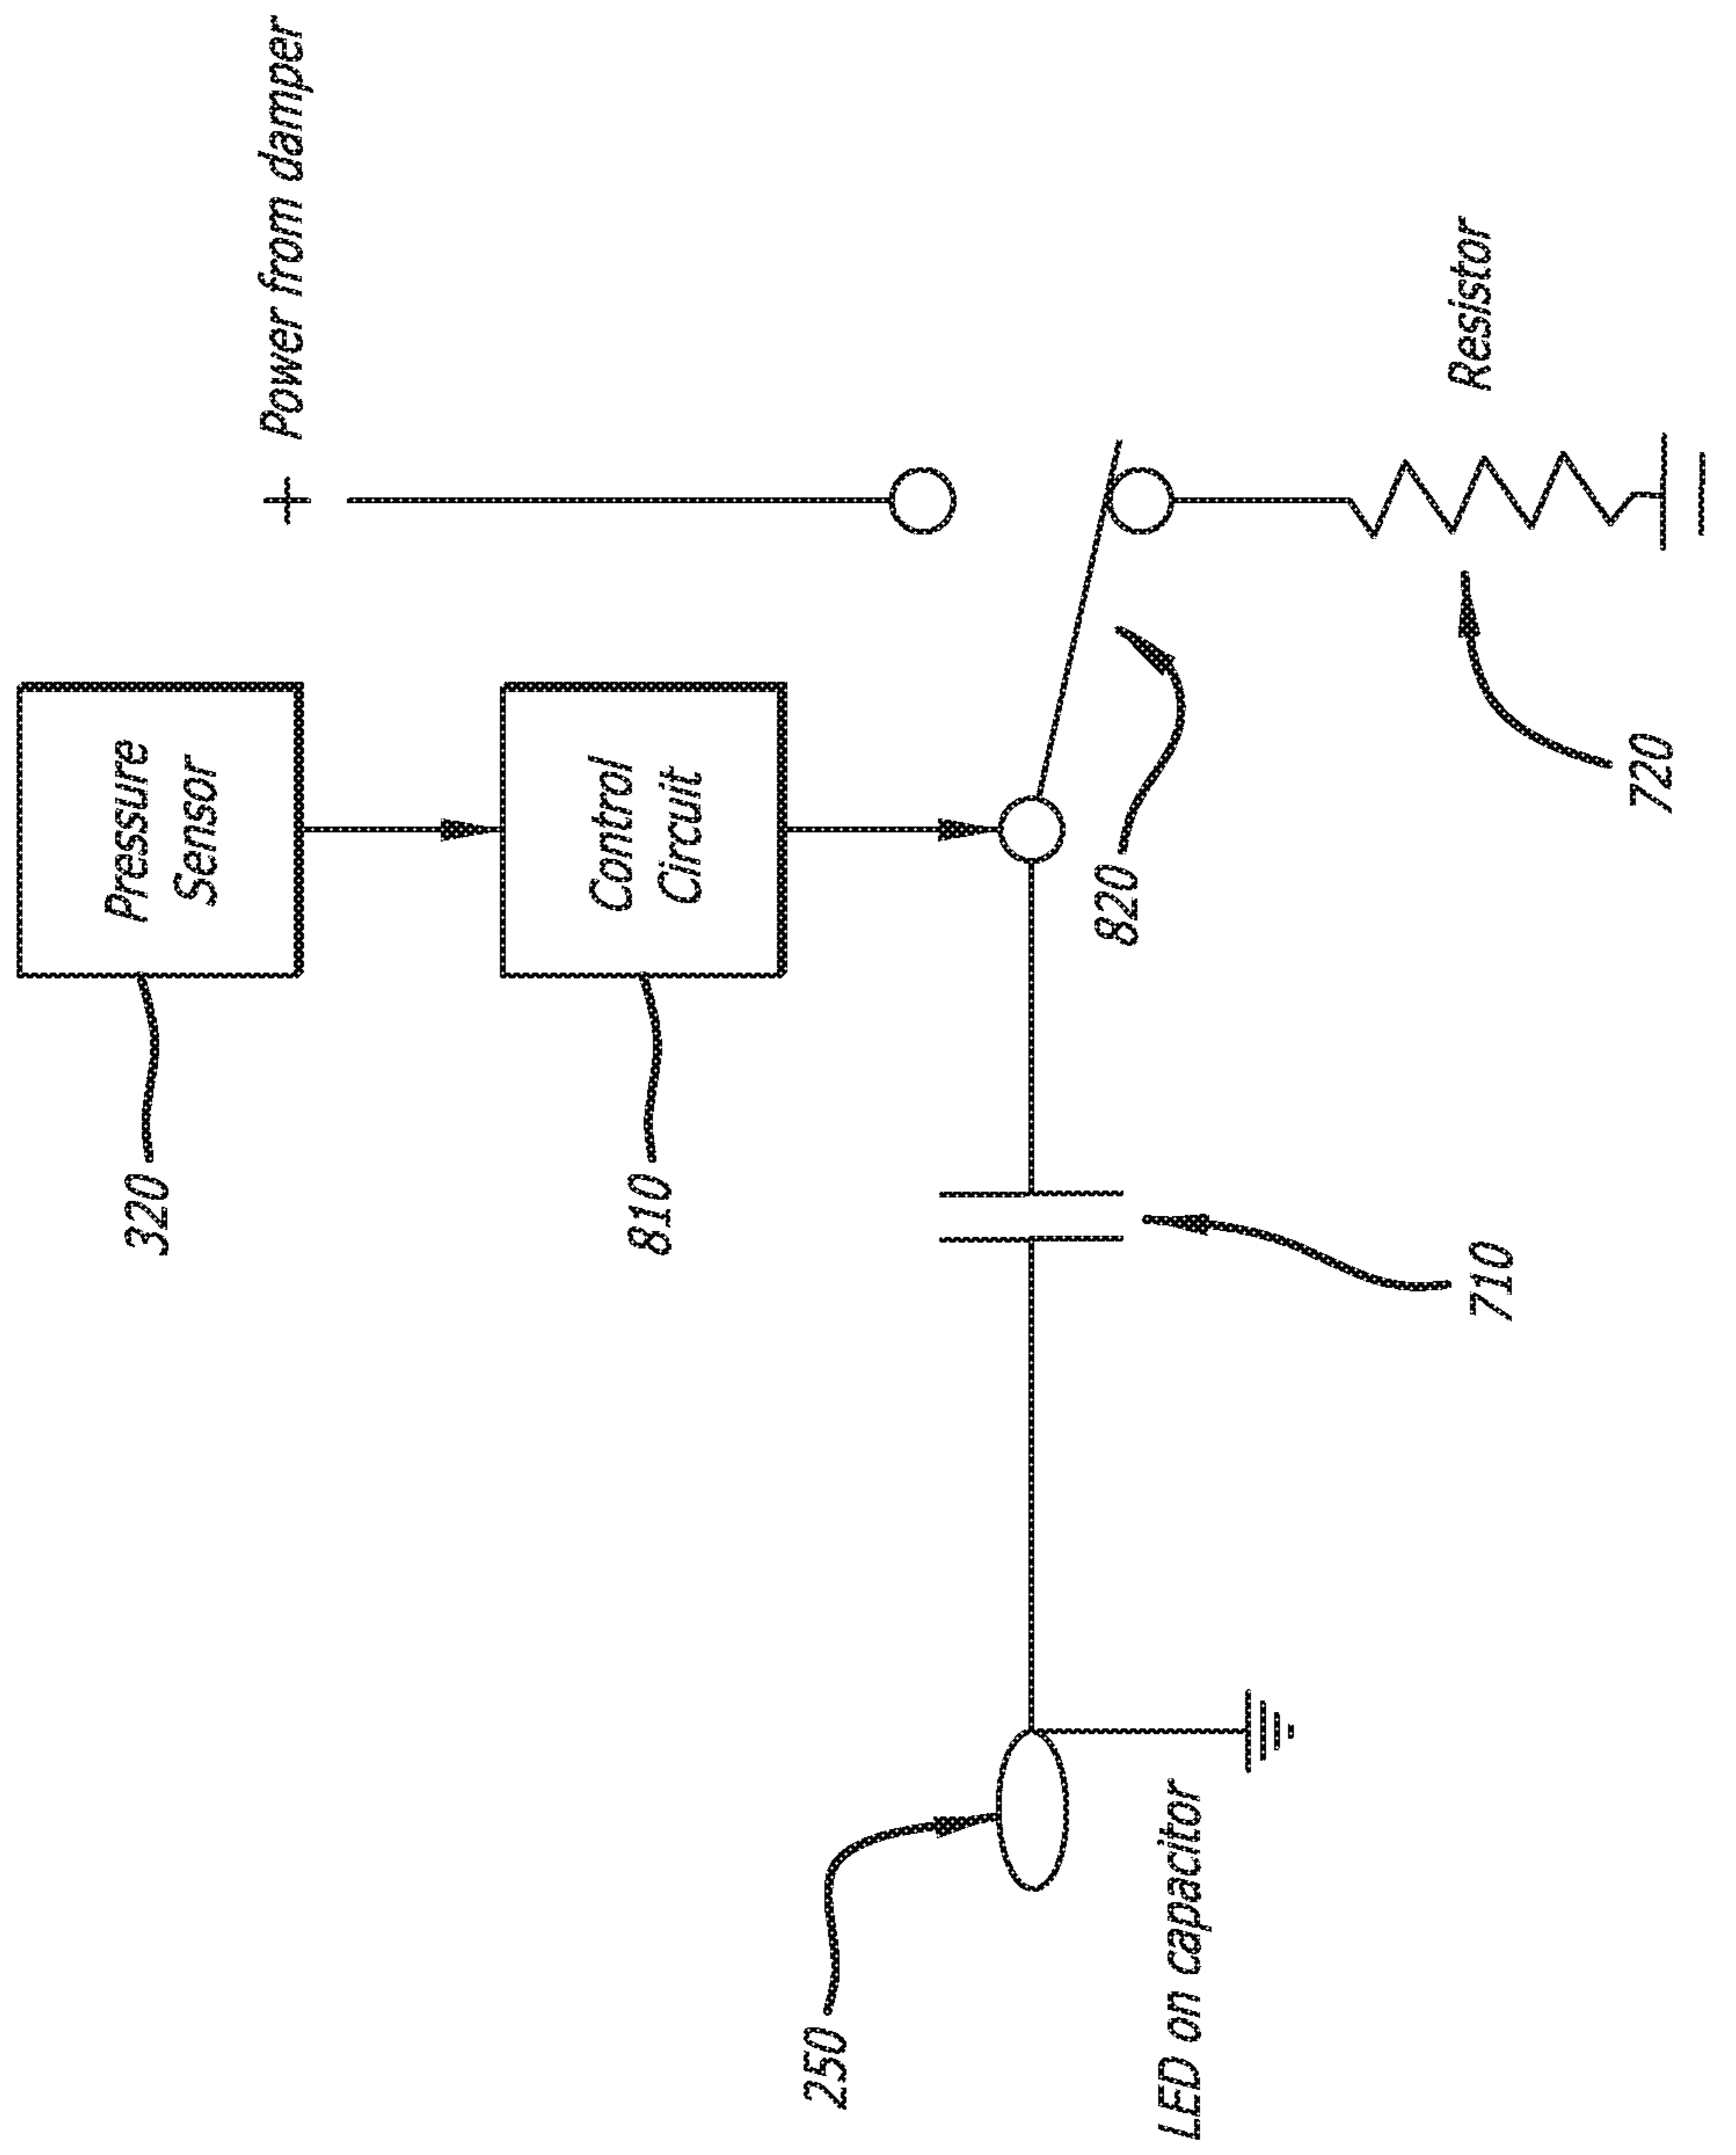 + Power from damper
Pressure
Sensor
320
Control
Circuit
810
820
Resistor
720
710
250
LED on capacitor